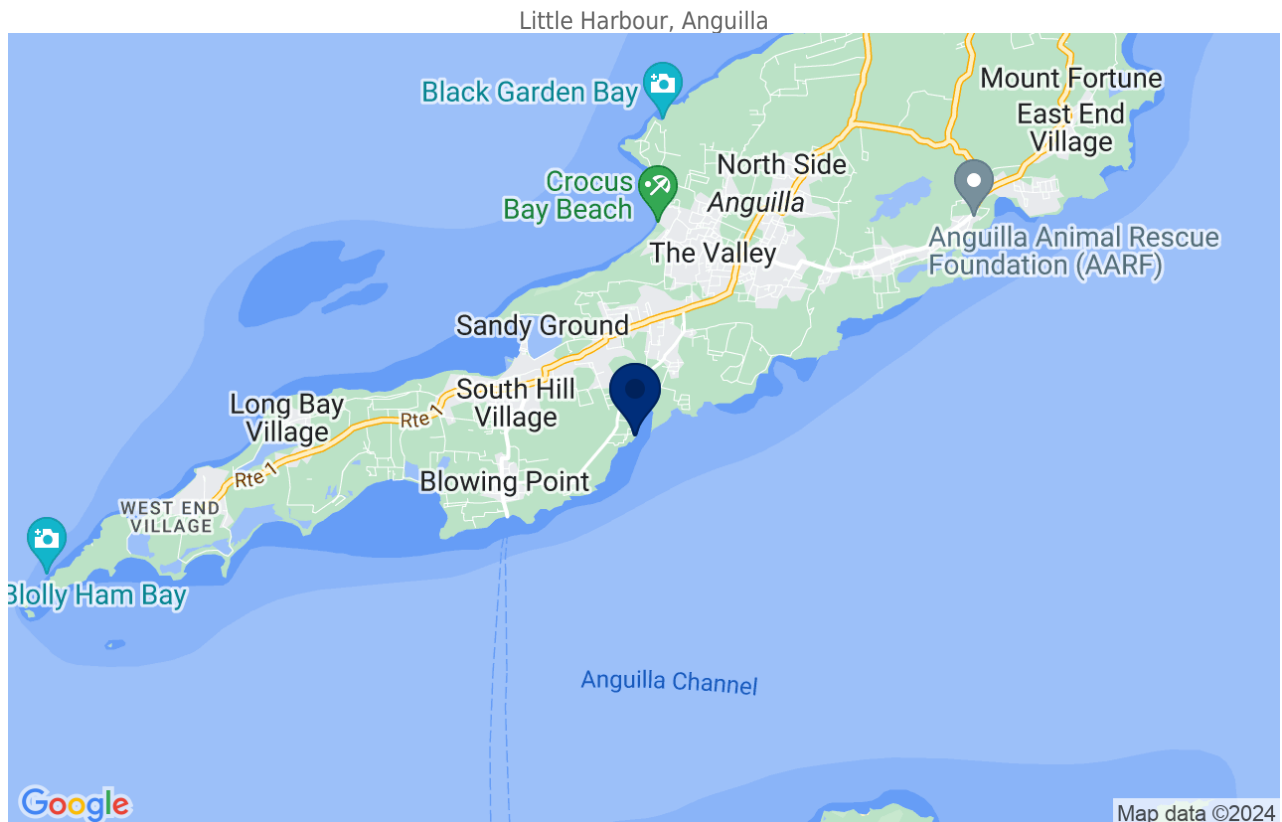 Little Harbour, Anguilla
Mount Fortune
Black Garden Bay
East End
Village
North Side
Crocus
Bay Beach
Anguilla
Anguilla Animal Rescue
Foundation (AARF)
The Valley
Sandy Ground
South Hill
Village
Long Bay
Village
Rte 1
Rte 1
Blowing Point
WEST END
VILLAGE
Blolly Ham Bay
Anguilla Channel
Google
Map data ©2024